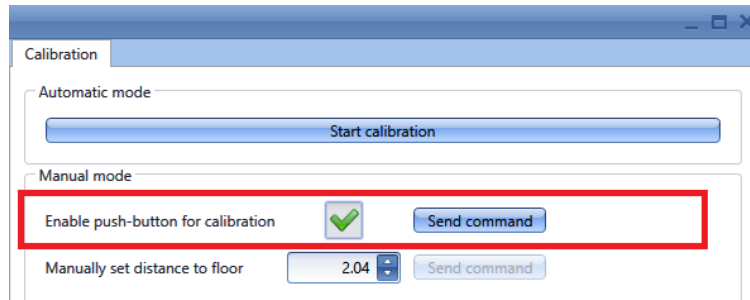 Calibration
Automatic mode
Start calibration
Manual mode
Enable push-button for calibration Send command
Manually set distance to floor 2.04 Send command